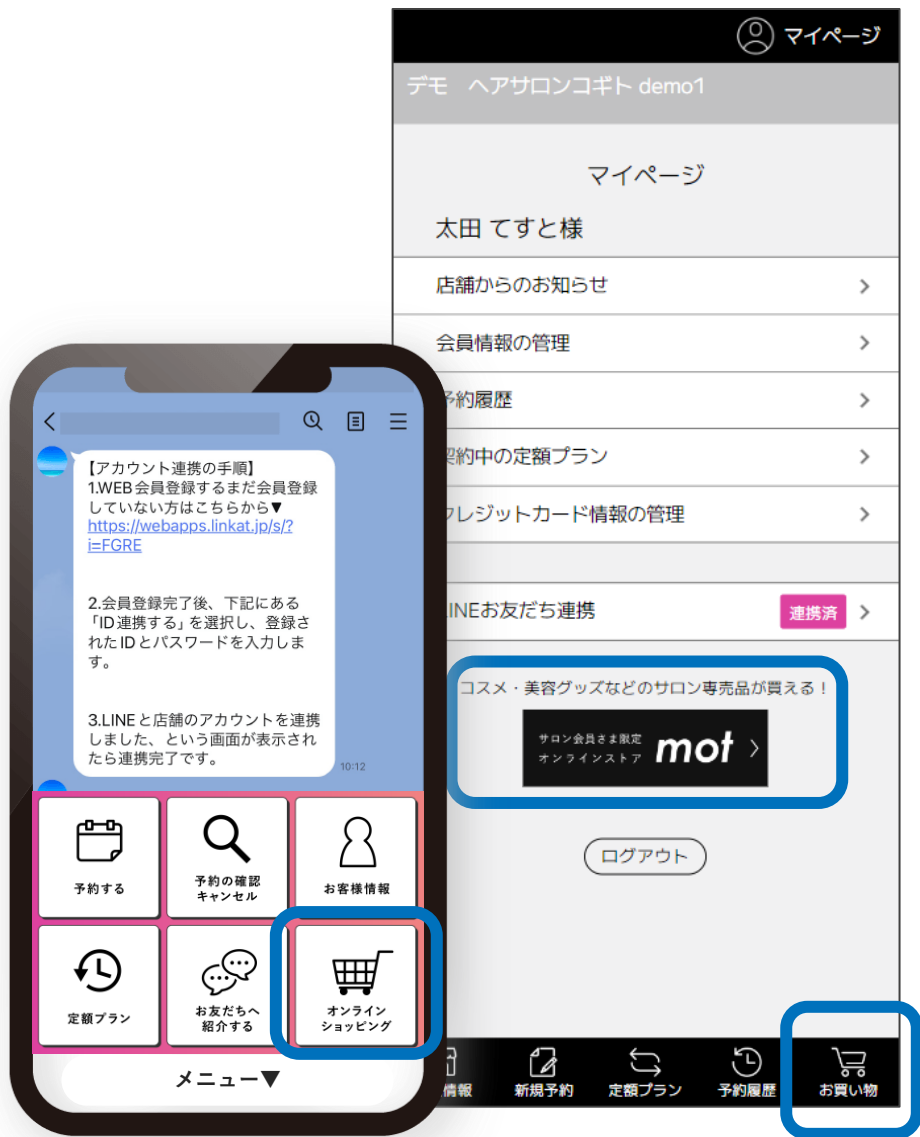 マイページ
デモ ヘアサロンコギト demo1
マイページ
太田 てすと様
店舗からのお知らせ
会員情報の管理
予約履歴
契約中の定額プラン
クレジットカード情報の管理
LINEお友だち連携
連携済
コスメ・美容グッズなどのサロン専売品が買える!
サロン会員さま限定
オンラインストア
mot
ログアウト
情報
新規予約
定額プラン
予約履歴
お買い物
【アカウント連携の手順】
1.WEB会員登録するまだ会員登録
していない方はこちらから▼
https://webapps.linkat.jp/s/?
i=FGRE
2.会員登録完了後、下記にある
「ID連携する」を選択し、登録さ
れたIDとパスワードを入力しま
す。
3.LINEと店舗のアカウントを連携
しました、という画面が表示され
たら連携完了です。
10:12
予約する
予約の確認
キャンセル
お客様情報
定額プラン
お友だちへ
紹介する
オンライン
ショッピング
メニュー▼